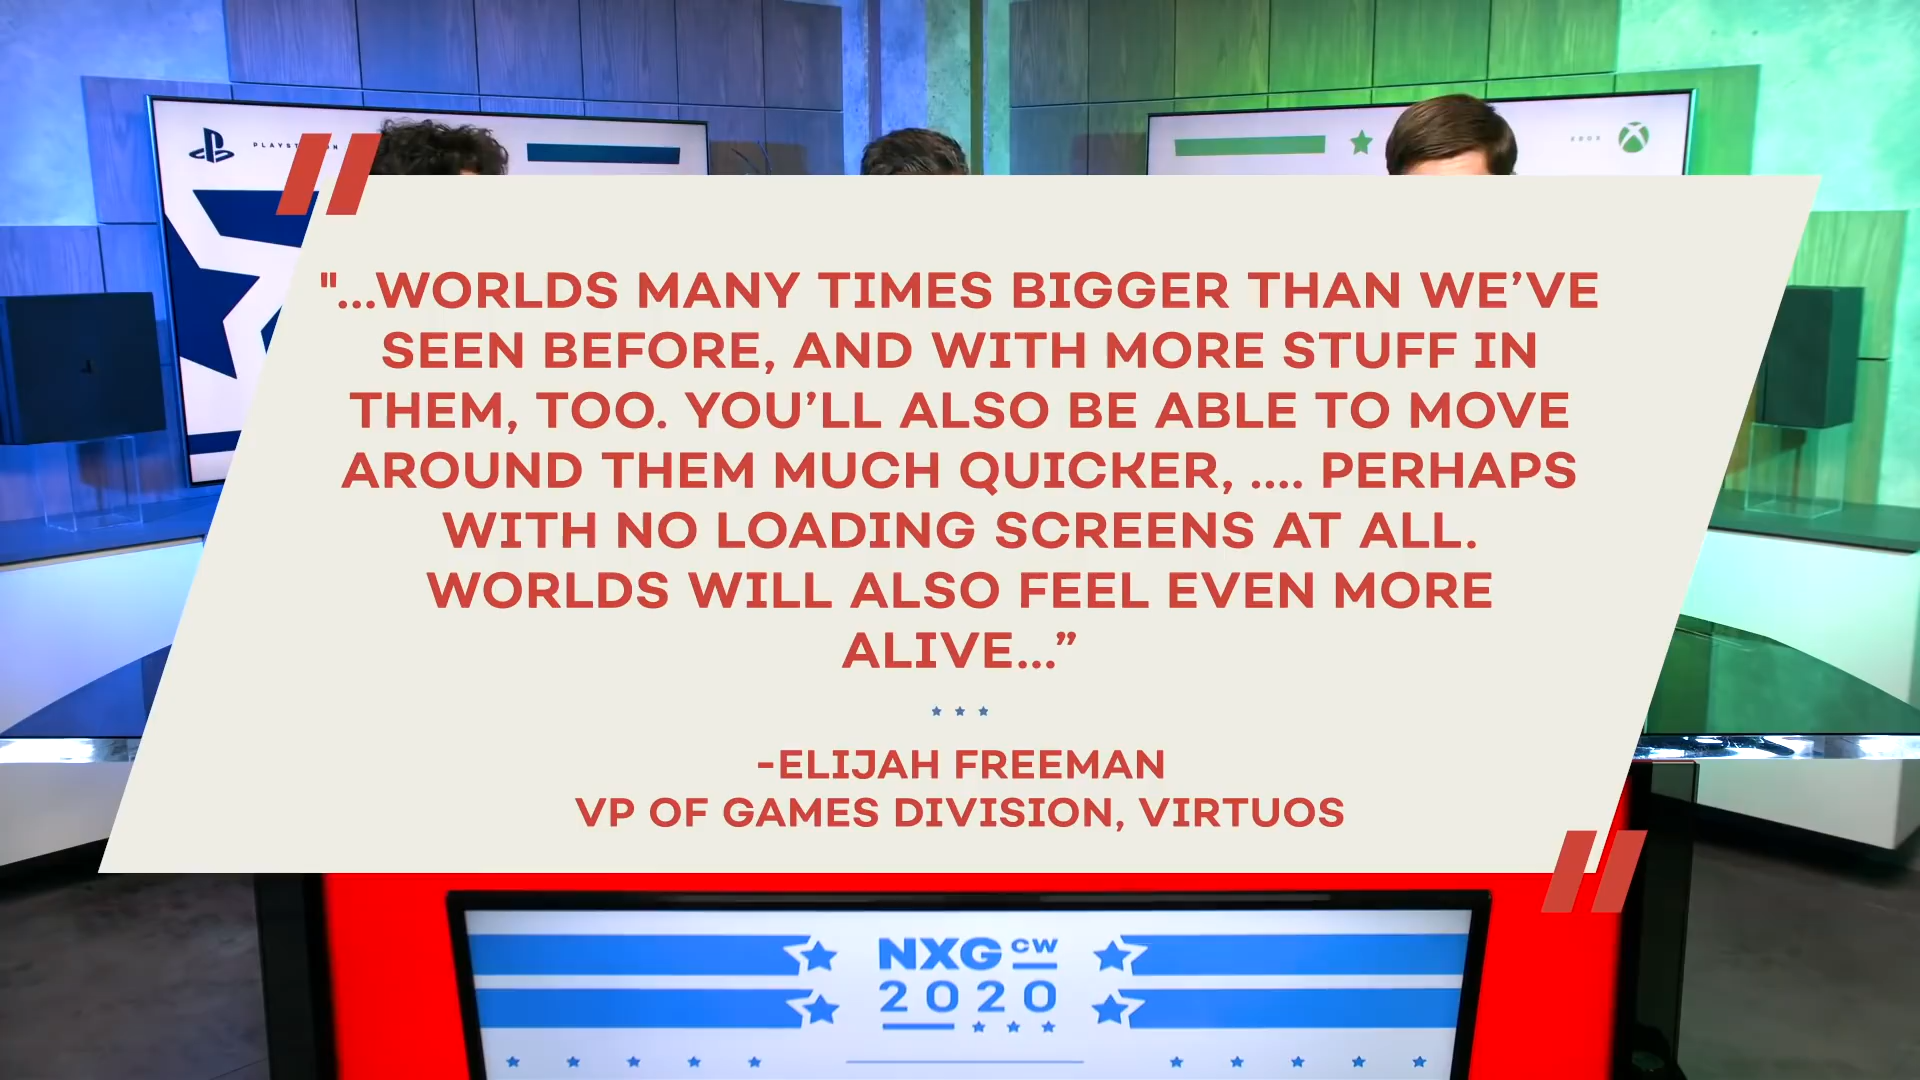 PLAYST N
XBOX
"...WORLDS MANY TIMES BIGGER THAN WE’VE
SEEN BEFORE, AND WITH MORE STUFF IN
THEM, TOO. YOU’LL ALSO BE ABLE TO MOVE
AROUND THEM MUCH QUICKER, .... PERHAPS
WITH NO LOADING SCREENS AT ALL.
WORLDS WILL ALSO FEEL EVEN MORE
ALIVE...”
-ELIJAH FREEMAN
VP OF GAMES DIVISION, VIRTUOS
NXG CW
2020